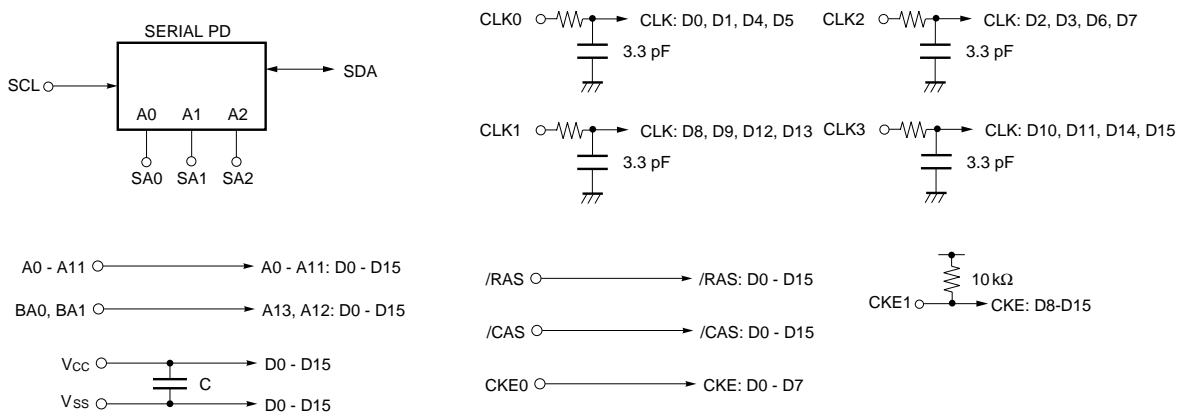 SERIAL PD
SCL
SDA
A0 A1 A2
SA0 SA1 SA2
CLK0 CLK: D0, D1, D4, D5
3.3 pF
CLK2 CLK: D2, D3, D6, D7
3.3 pF
CLK1 CLK: D8, D9, D12, D13
3.3 pF
CLK3 CLK: D10, D11, D14, D15
3.3 pF
A0 - A11 A0 - A11: D0 - D15
BA0, BA1 A13, A12: D0 - D15
VCC D0 - D15
C
VSS D0 - D15
/RAS /RAS: D0 - D15
/CAS /CAS: D0 - D15
CKE0 CKE: D0 - D7
10 kΩ
CKE1 CKE: D8-D15